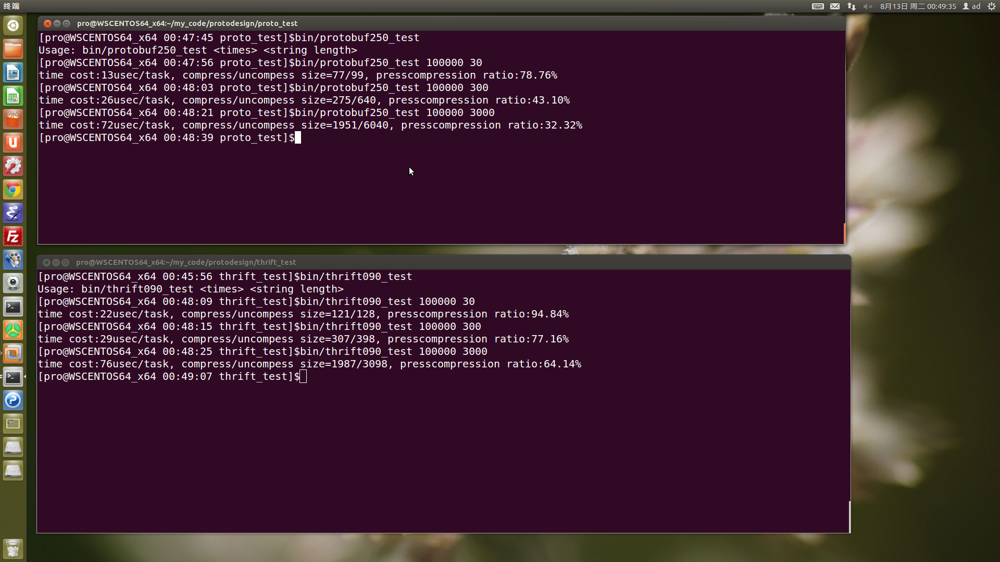 终端
8月13日 周二 00:49:35
ad
pro@WSCENTOS64_x64:~/my_code/protodesign/proto_test
[pro@WSCENTOS64_x64 00:47:45 proto_test]$bin/protobuf250_test
Usage: bin/protobuf250_test <times> <string length>
[pro@WSCENTOS64_x64 00:47:56 proto_test]$bin/protobuf250_test 100000 30
time cost:13usec/task, compress/uncompess size=77/99, presscompression ratio:78.76%
[pro@WSCENTOS64_x64 00:48:03 proto_test]$bin/protobuf250_test 100000 300
time cost:26usec/task, compress/uncompess size=275/640, presscompression ratio:43.10%
[pro@WSCENTOS64_x64 00:48:21 proto_test]$bin/protobuf250_test 100000 3000
time cost:72usec/task, compress/uncompess size=1951/6040, presscompression ratio:32.32%
[pro@WSCENTOS64_x64 00:48:39 proto_test]$
pro@WSCENTOS64_x64:~/my_code/protodesign/thrift_test
[pro@WSCENTOS64_x64 00:45:56 thrift_test]$bin/thrift090_test
Usage: bin/thrift090_test <times> <string length>
[pro@WSCENTOS64_x64 00:48:09 thrift_test]$bin/thrift090_test 100000 30
time cost:22usec/task, compress/uncompess size=121/128, presscompression ratio:94.84%
[pro@WSCENTOS64_x64 00:48:15 thrift_test]$bin/thrift090_test 100000 300
time cost:29usec/task, compress/uncompess size=307/398, presscompression ratio:77.16%
[pro@WSCENTOS64_x64 00:48:25 thrift_test]$bin/thrift090_test 100000 3000
time cost:76usec/task, compress/uncompess size=1987/3098, presscompression ratio:64.14%
[pro@WSCENTOS64_x64 00:49:07 thrift_test]$